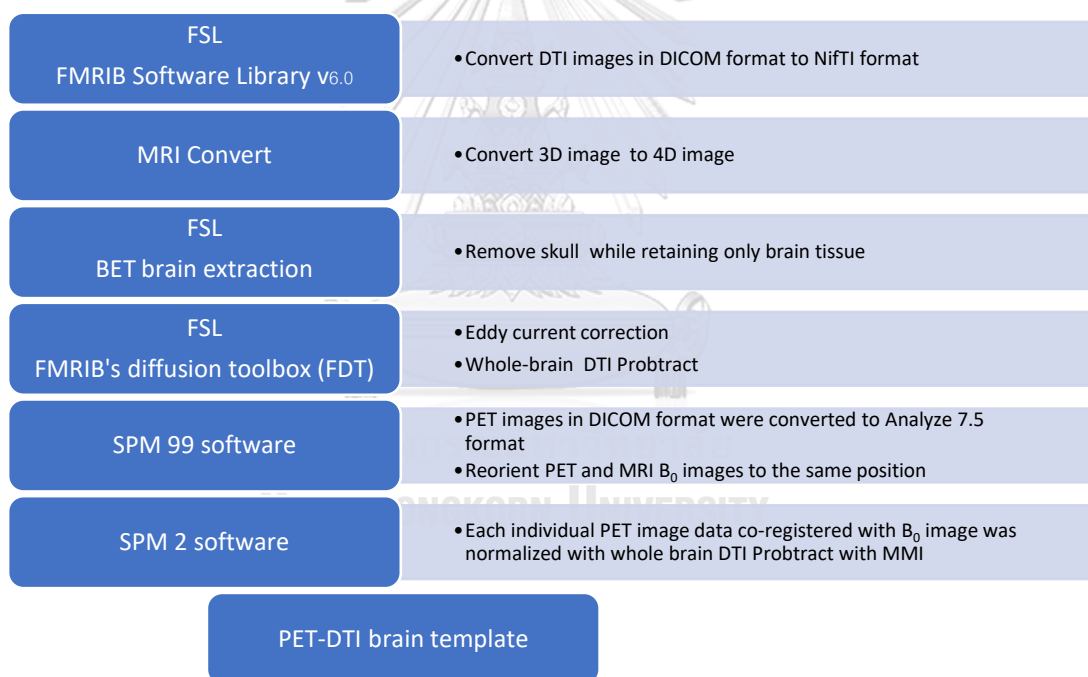 FSL
FMRIB Software Library v6.0
•Convert DTI images in DICOM format to NifTI format
MRI Convert
•Convert 3D image to 4D image
FSL
BET brain extraction
•Remove skull while retaining only brain tissue
FSL
FMRIB's diffusion toolbox (FDT)
•Eddy current correction
•Whole-brain DTI Probtract
SPM 99 software
•PET images in DICOM format were converted to Analyze 7.5
format
•Reorient PET and MRI B0 images to the same position
SPM 2 software
•Each individual PET image data co-registered with B0 image was
normalized with whole brain DTI Probtract with MMI
PET-DTI brain template
UNIVERSITY